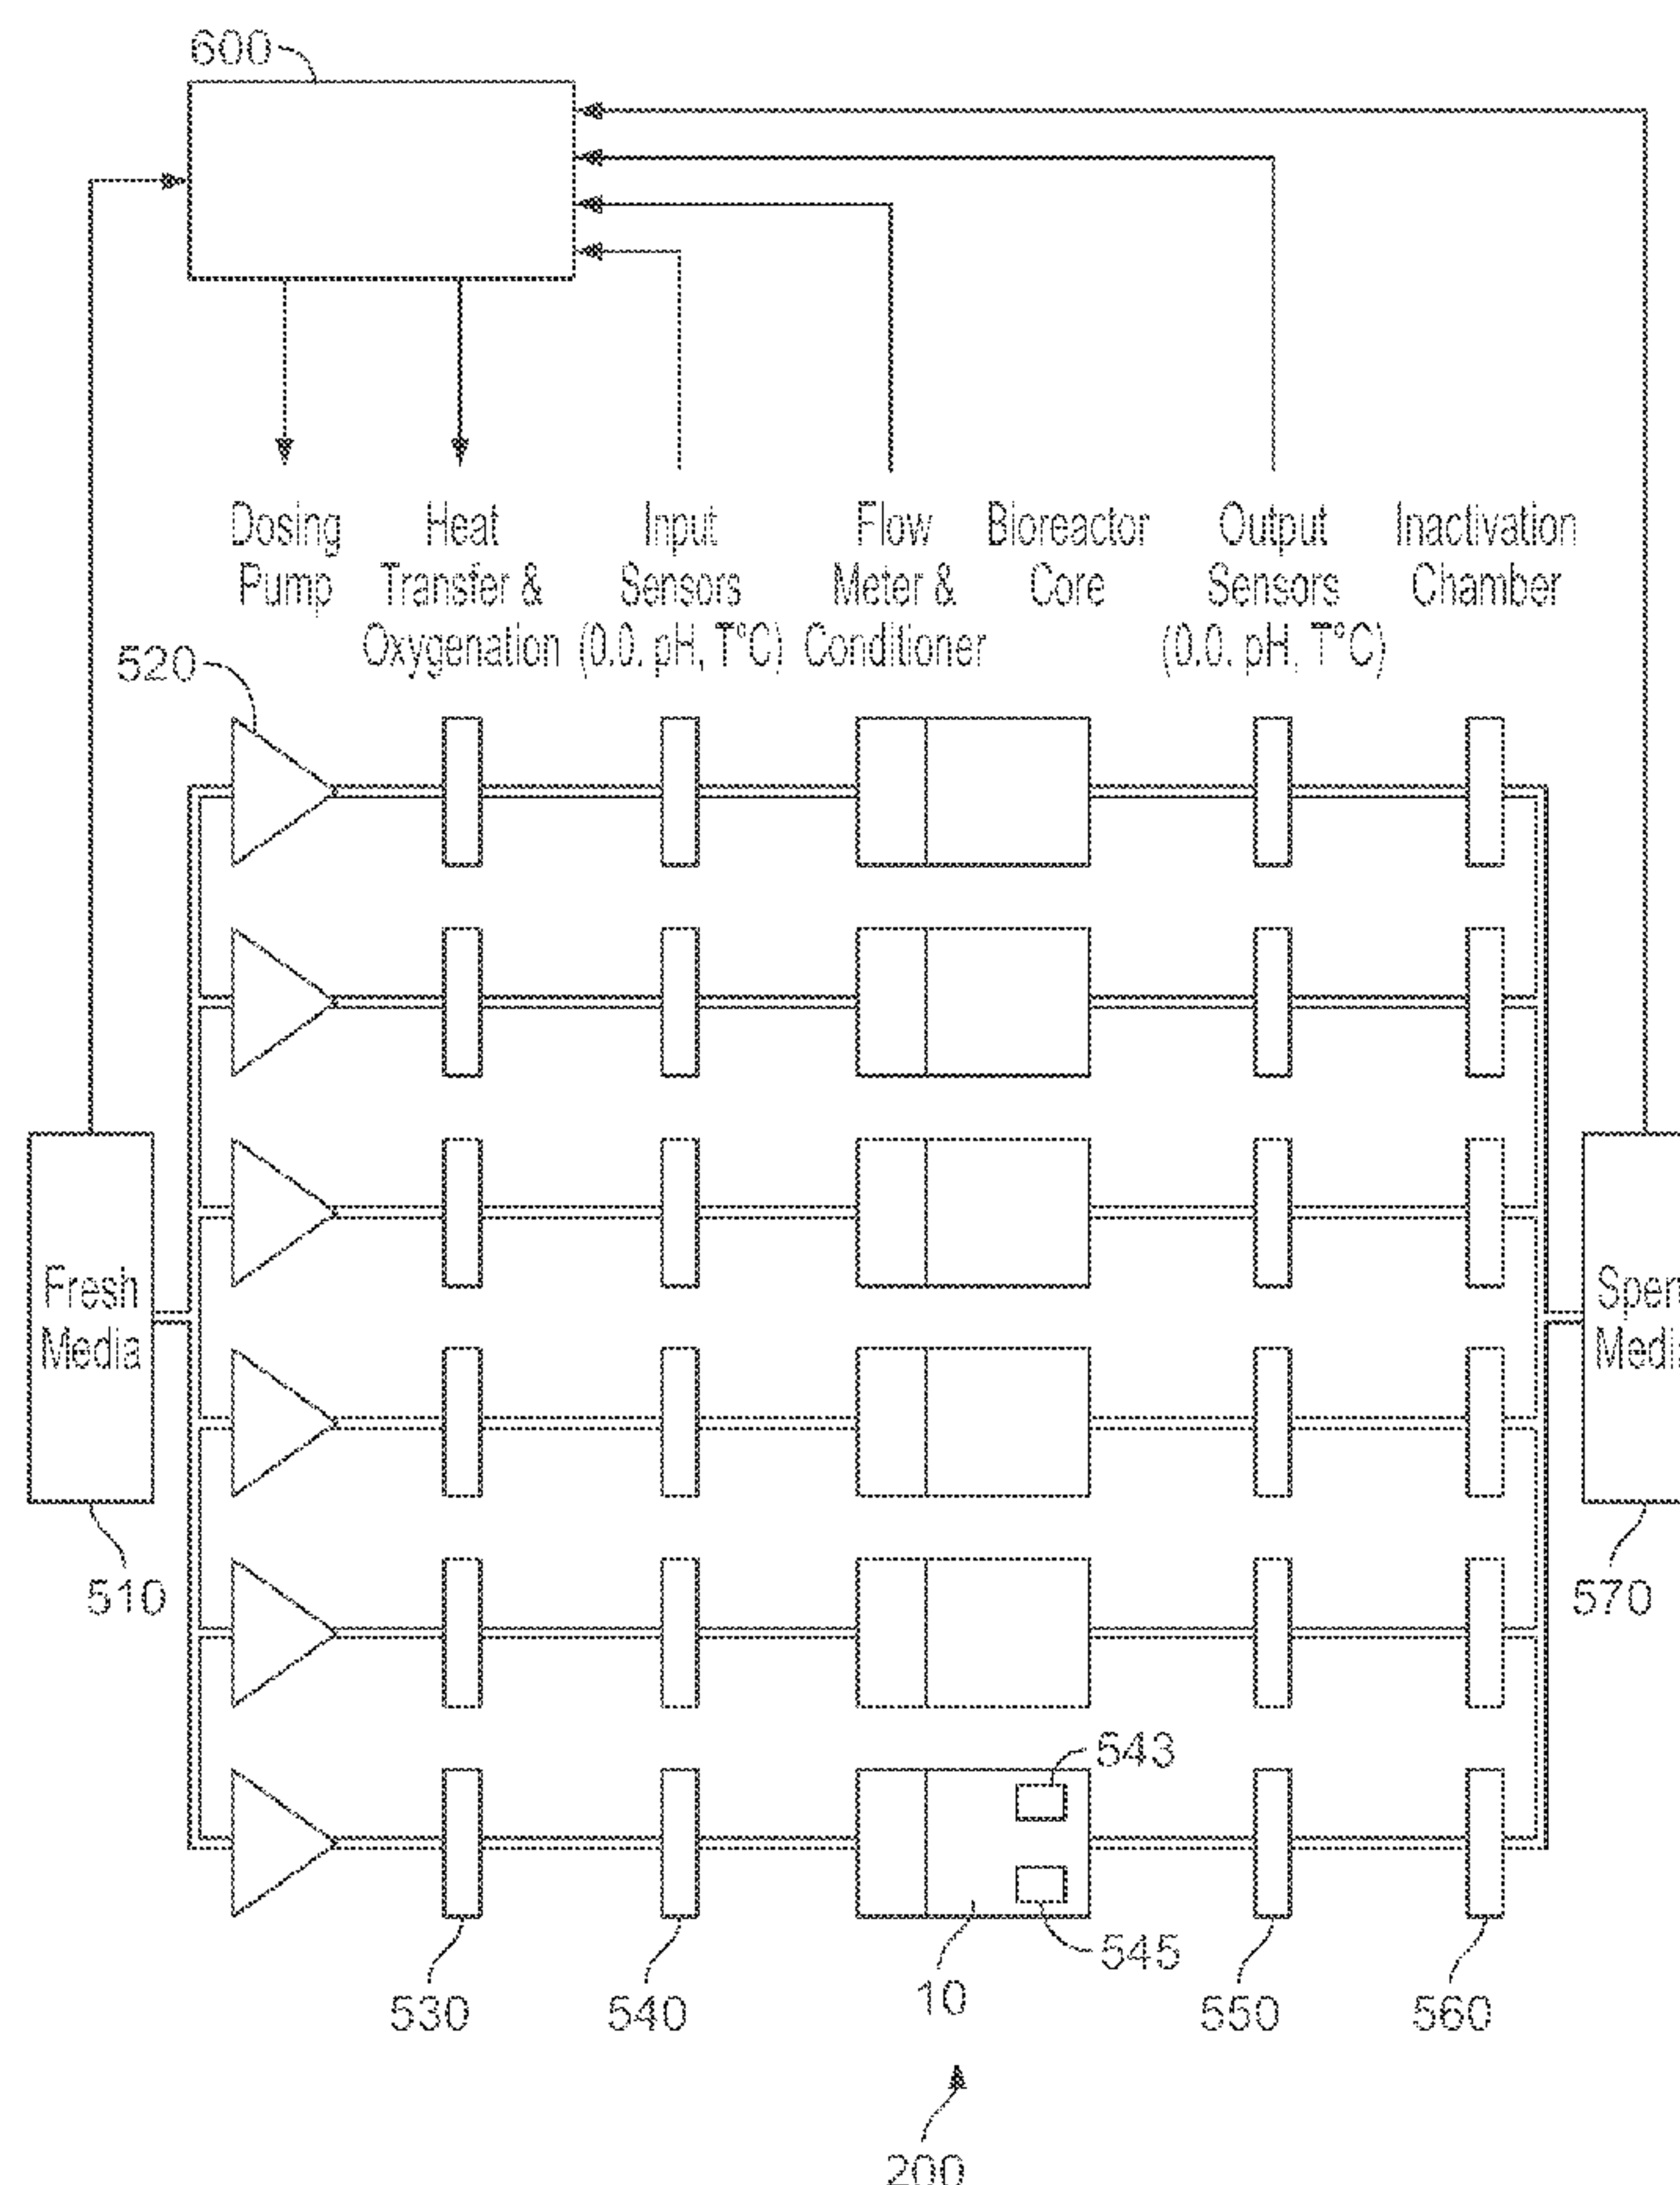 600
Dosing
Pump
Heat
Transfer &
Oxygenation
Input
Sensors
(0.0. pH, T°C)
Flow
Meter &
Conditioner
Bioreactor
Core
Output
Sensors
(0.0. pH, T°C)
Inactivation
Chamber
520
Fresh
Media
510
570
543
545
10
530
540
550
560
200